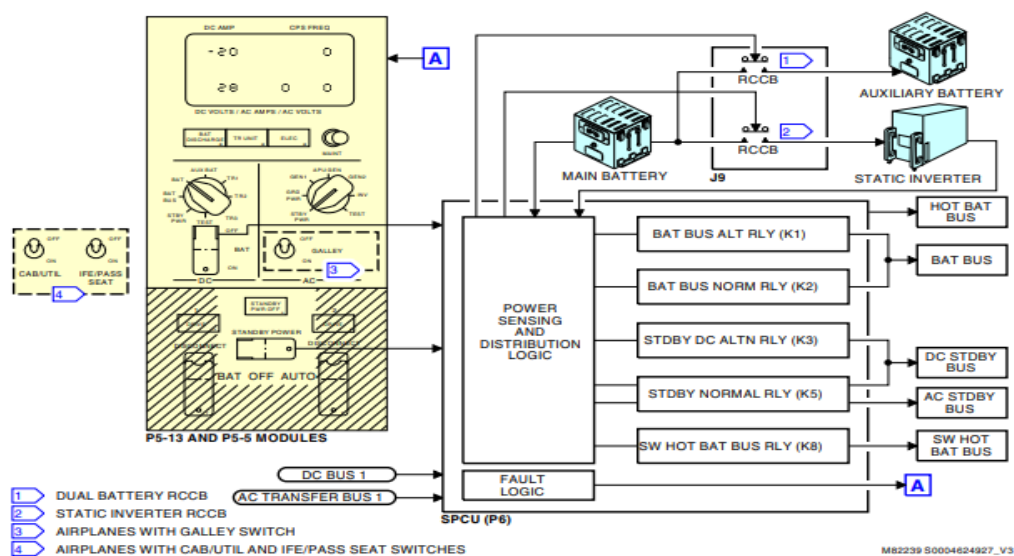 DC AMP CPS FREQ
-20 0
28 0 0
DC VOLTS / AC AMPS / AC VOLTS
BAT DISCHARGE
TR UNIT
ELEC
MAINT
AUX BAT
BAT
TR1
BAT BUS
TR2
STBY PWR
TR3
TEST
APU GEN
GEN1
GEN2
GRD PWR
INV
STBY PWR
TEST
OFF
BAT
ON
DC
OFF
GALLEY
ON
3
AC
OFF
ON
CAB/UTIL
OFF
ON
IFE/PASS
SEAT
4
STANDBY
PWR OFF
STANDBY POWER
DISCONNECT
DISCONNECT
BAT OFF AUTO
P5-13 AND P5-5 MODULES
A
RCCB
1
AUXILIARY BATTERY
MAIN BATTERY
RCCB
2
J9
STATIC INVERTER
POWER
SENSING
AND
DISTRIBUTION
LOGIC
BAT BUS ALT RLY (K1)
BAT BUS NORM RLY (K2)
STDBY DC ALTN RLY (K3)
STDBY NORMAL RLY (K5)
SW HOT BAT BUS RLY (K8)
HOT BAT
BUS
BAT BUS
DC STDBY
BUS
AC STDBY
BUS
SW HOT
BAT BUS
DC BUS 1
AC TRANSFER BUS 1
FAULT
LOGIC
A
SPCU (P6)
1 DUAL BATTERY RCCB
2 STATIC INVERTER RCCB
3 AIRPLANES WITH GALLEY SWITCH
4 AIRPLANES WITH CAB/UTIL AND IFE/PASS SEAT SWITCHES
M82239 S0004624927_V3